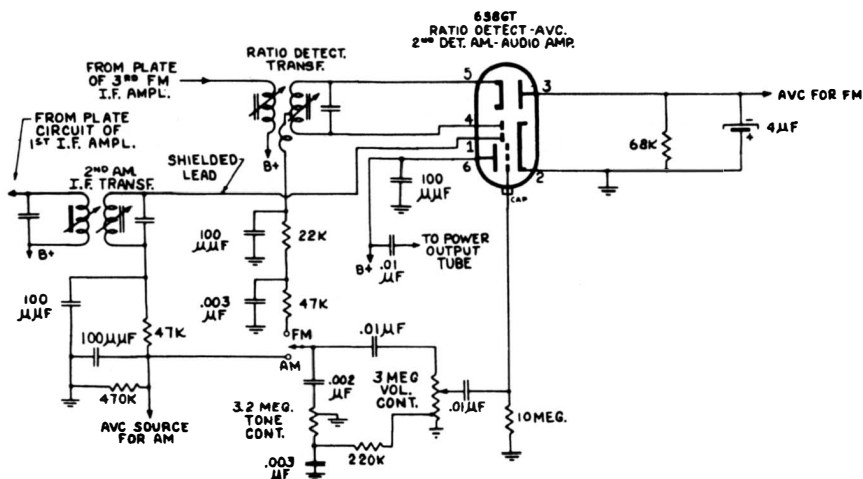 6S8GT
RATIO DETECT.-AVC.
2ND DET. AM.-AUDIO AMP.
RATIO DETECT.
TRANSF.
FROM PLATE
OF 3RD FM
I.F. AMPL.
5
3
AVC FOR FM
FROM PLATE
CIRCUIT OF
1ST I.F. AMPL.
4
1
6
2
CAP
68K
-
+
4µF
B+
SHIELDED
LEAD
2ND AM.
I.F. TRANSF.
100
µµF
B+
100
µµF
22K
B+
.01
µF
TO POWER
OUTPUT
TUBE
100
µµF
47K
.003
µF
47K
FM
AM
.01µF
100µµF
470K
AVC SOURCE
FOR AM
.002
µF
3.2 MEG.
TONE
CONT.
3 MEG
VOL.
CONT.
.01µF
10 MEG.
220K
.003
µF